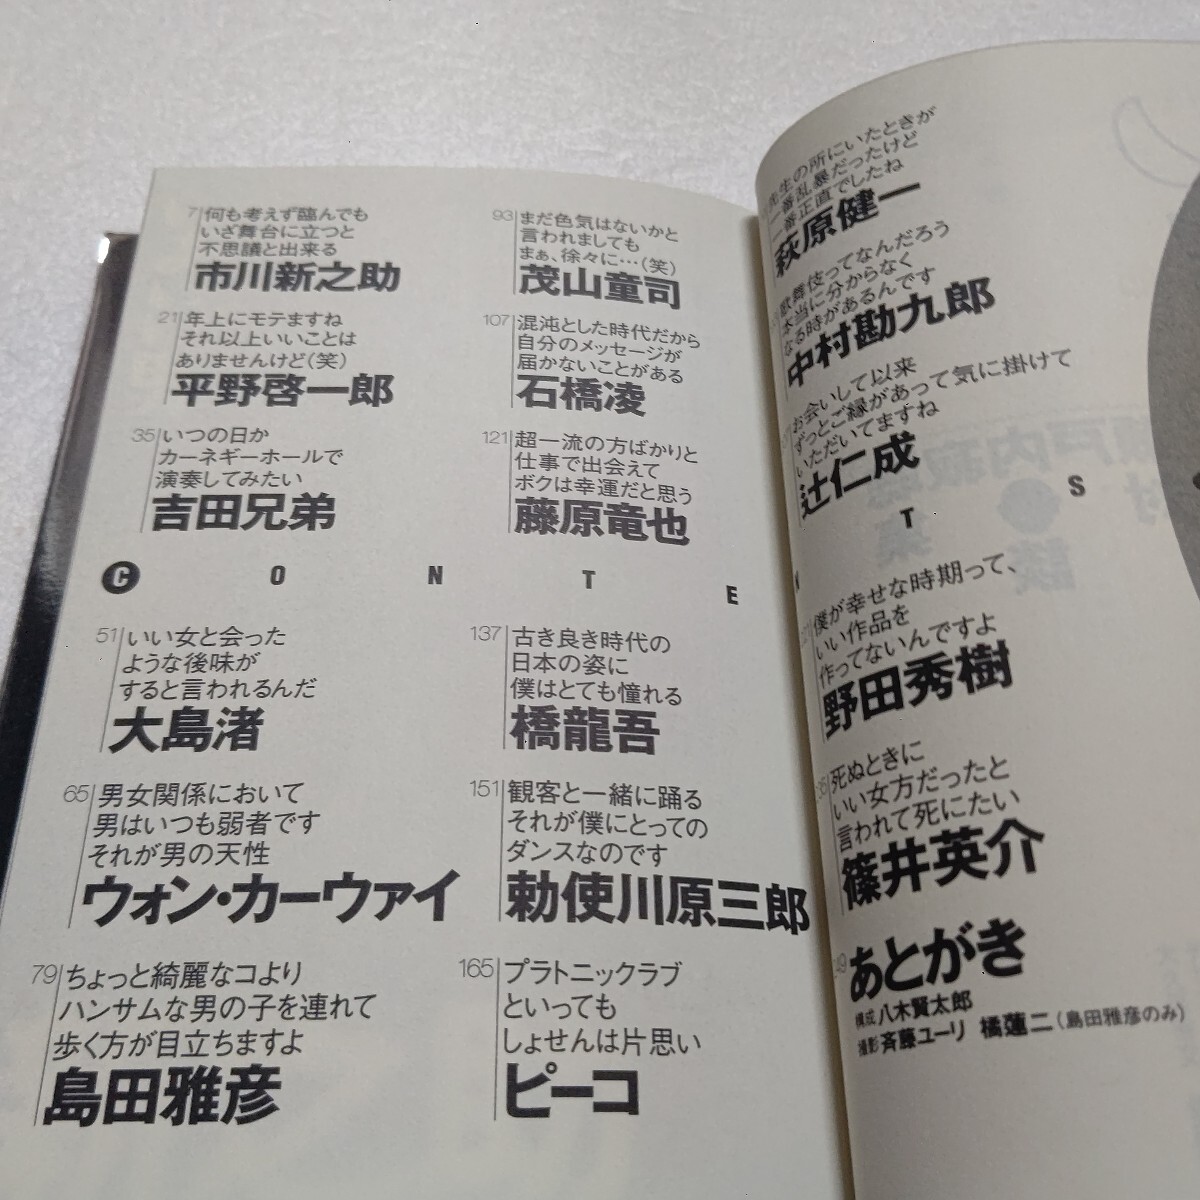 7 何も考えず臨んでも
いざ舞台に立つと
不思議と出来る
市川新之助
21 年上にモテますね
それ以上いいことは
ありませんけど(笑)
平野啓一郎
35 いつの日か
カーネギーホールで
演奏してみたい
吉田兄弟
93 まだ色気はないかと
言われましても
まぁ、徐々に…(笑)
茂山童司
107 混沌とした時代だから
自分のメッセージが
届かないことがある
石橋凌
121 超一流の方ばかりと
仕事で出会えて
ボクは幸運だと思う
藤原竜也
C O N T E
51 いい女と会った
ような後味が
すると言われるんだ
大島渚
65 男女関係において
男はいつも弱者です
それが男の天性
ウォン・カーウァイ
79 ちょっと綺麗なコより
ハンサムな男の子を連れて
歩く方が目立ちますよ
島田雅彦
137 古き良き時代の
日本の姿に
僕はとても憧れる
橋龍吾
151 観客と一緒に踊る
それが僕にとっての
ダンスなのです
勅使川原三郎
165 プラトニックラブ
といっても
しょせんは片思い
ピーコ
先生の所にいたときが
一番乱暴だったけど
一番正直でしたね
萩原健一
歌舞伎ってなんだろう
本当に分からなく
なる時があるんです
中村勘九郎
お会いして以来
ずっとご縁があって気に掛けて
いただいてますね
辻仁成
T S
僕が幸せな時期って、
いい作品を
作ってないんですよ
野田秀樹
死ぬときに
いい女方だったと
言われて死にたい
篠井英介
あとがき
構成 八木賢太郎
撮影 斉藤ユーリ 橘蓮二(島田雅彦のみ)